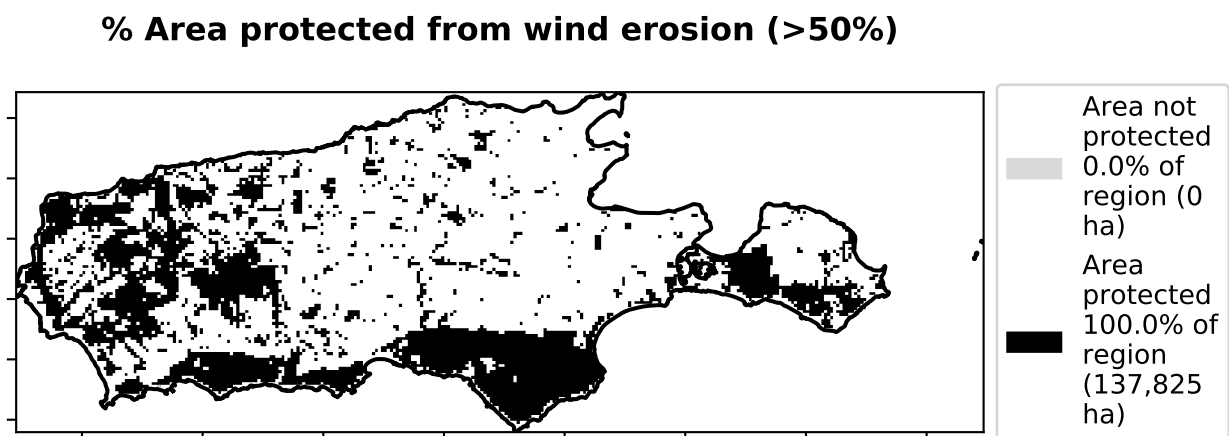 % Area protected from wind erosion (>50%)
Area not
protected
0.0% of
region (0
ha)
Area
protected
100.0% of
region
(137,825
ha)